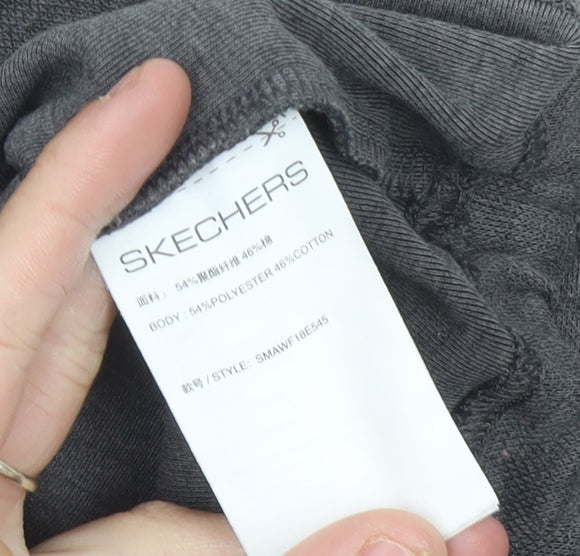 SKECHERS
面料： 54%聚酯纤维 46%棉
BODY : 54%POLYESTER 46%COTTON
款号 / STYLE: SMAWF18E545